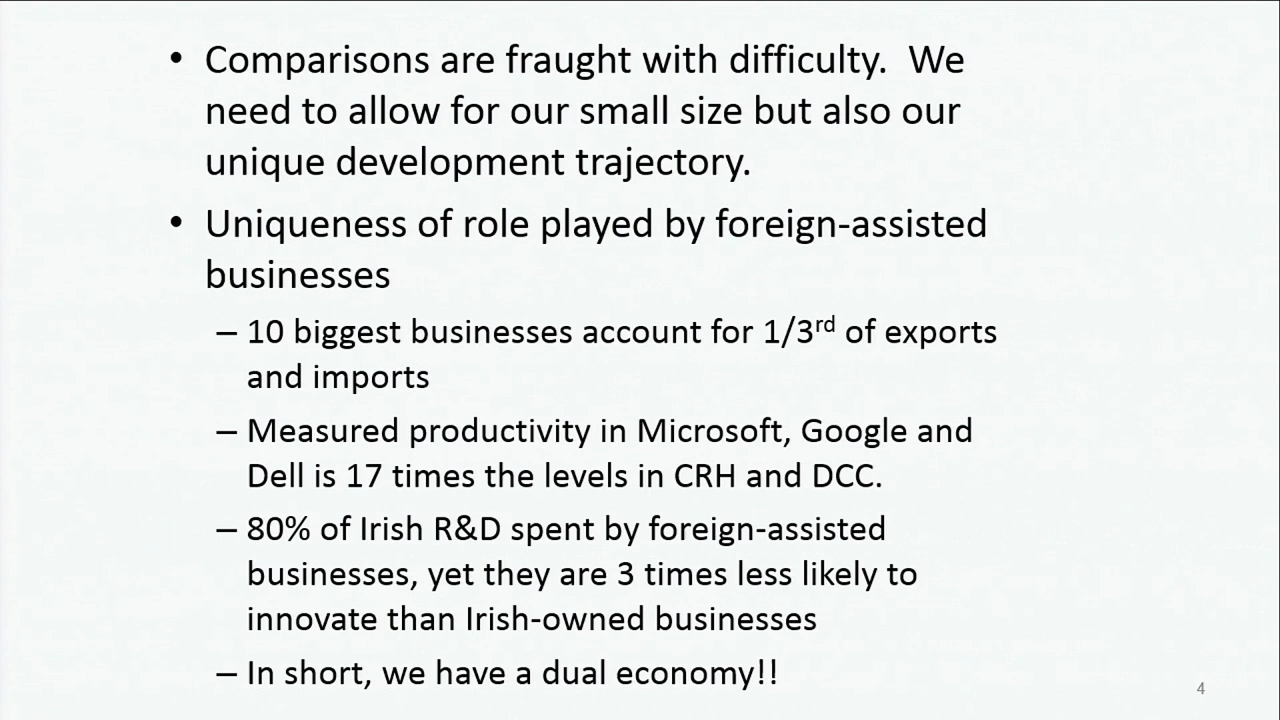 • Comparisons are fraught with difficulty.  We
need to allow for our small size but also our
unique development trajectory.
• Uniqueness of role played by foreign-assisted
businesses
– 10 biggest businesses account for 1/3rd of exports
and imports
– Measured productivity in Microsoft, Google and
Dell is 17 times the levels in CRH and DCC.
– 80% of Irish R&D spent by foreign-assisted
businesses, yet they are 3 times less likely to
innovate than Irish-owned businesses
– In short, we have a dual economy!!
4